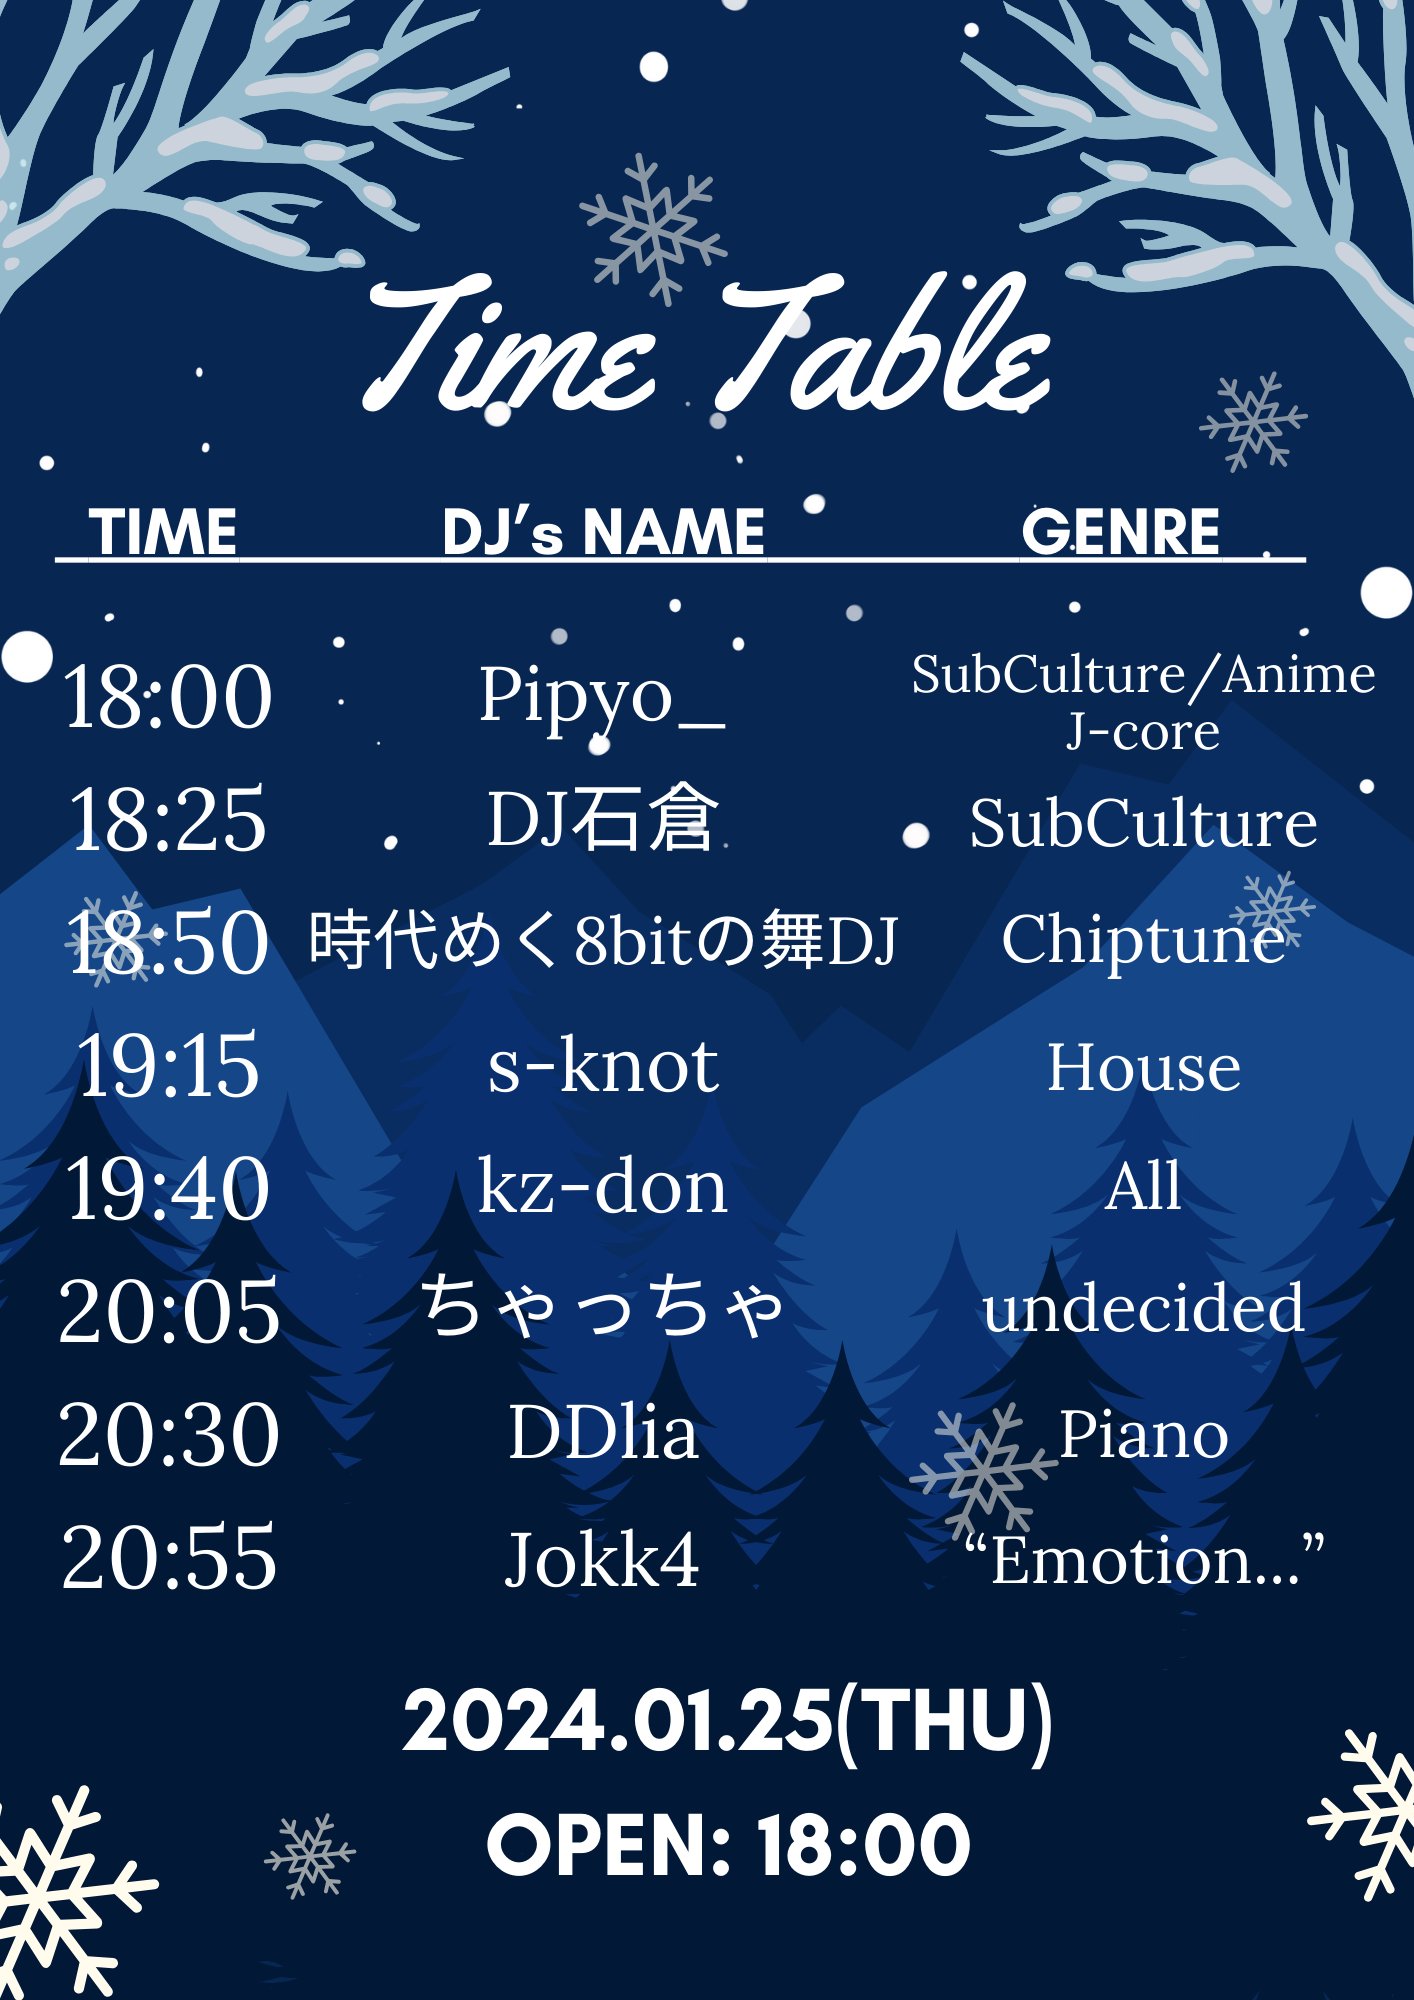 Time Table
TIME DJ's NAME GENRE
18:00 Pipyo_ SubCulture/Anime
J-core
18:25 DJ石倉 SubCulture
18:50 時代めく8bitの舞DJ Chiptune
19:15 s-knot House
19:40 kz-don All
20:05 ちゃっちゃ undecided
20:30 DDlia Piano
20:55 Jokk4 “Emotion...”
2024.01.25(THU)
OPEN: 18:00